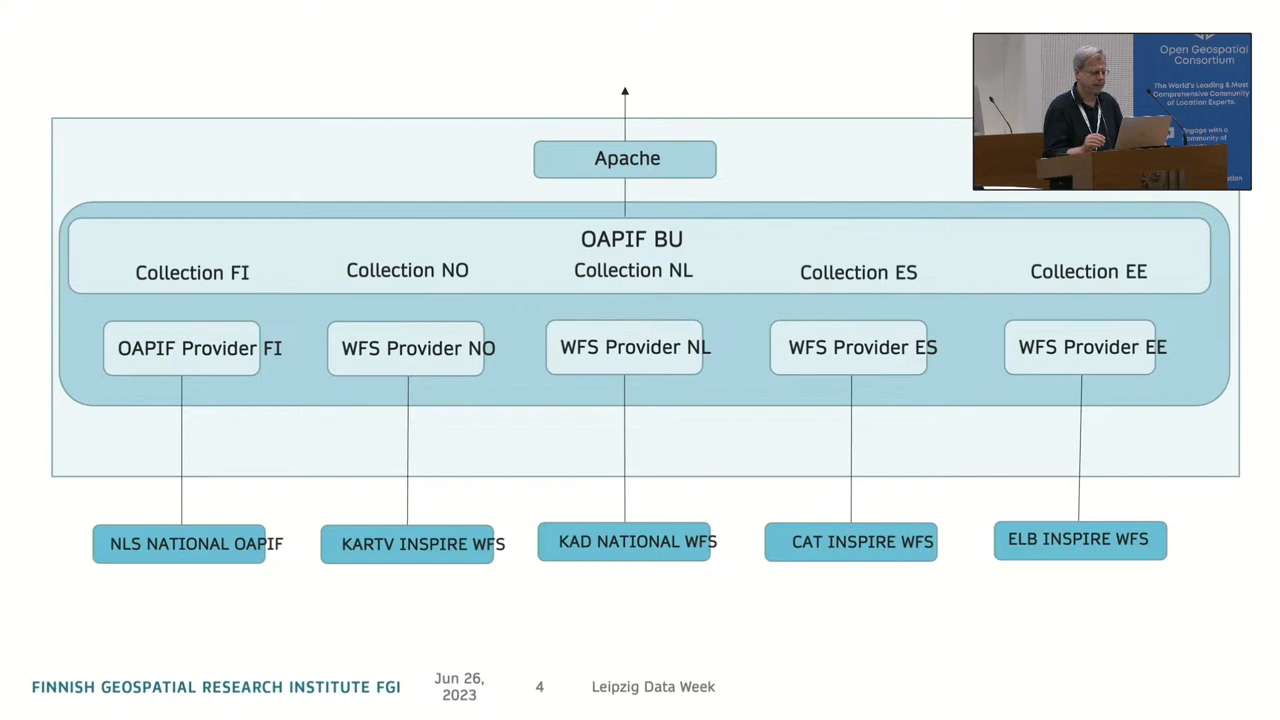 Open Geospatial
Consortium
The World's Leading & Most
Comprehensive Community
of Location Experts.
Engage with a
Apache
OAPIF BU
Collection FI
Collection NO
Collection NL
Collection ES
Collection EE
OAPIF Provider FI
WFS Provider NO
WFS Provider NL
WFS Provider ES
WFS Provider EE
NLS NATIONAL OAPIF
KARTV INSPIRE WFS
KAD NATIONAL WFS
CAT INSPIRE WFS
ELB INSPIRE WFS
FINNISH GEOSPATIAL RESEARCH INSTITUTE FGI
Jun 26,
2023
4
Leipzig Data Week